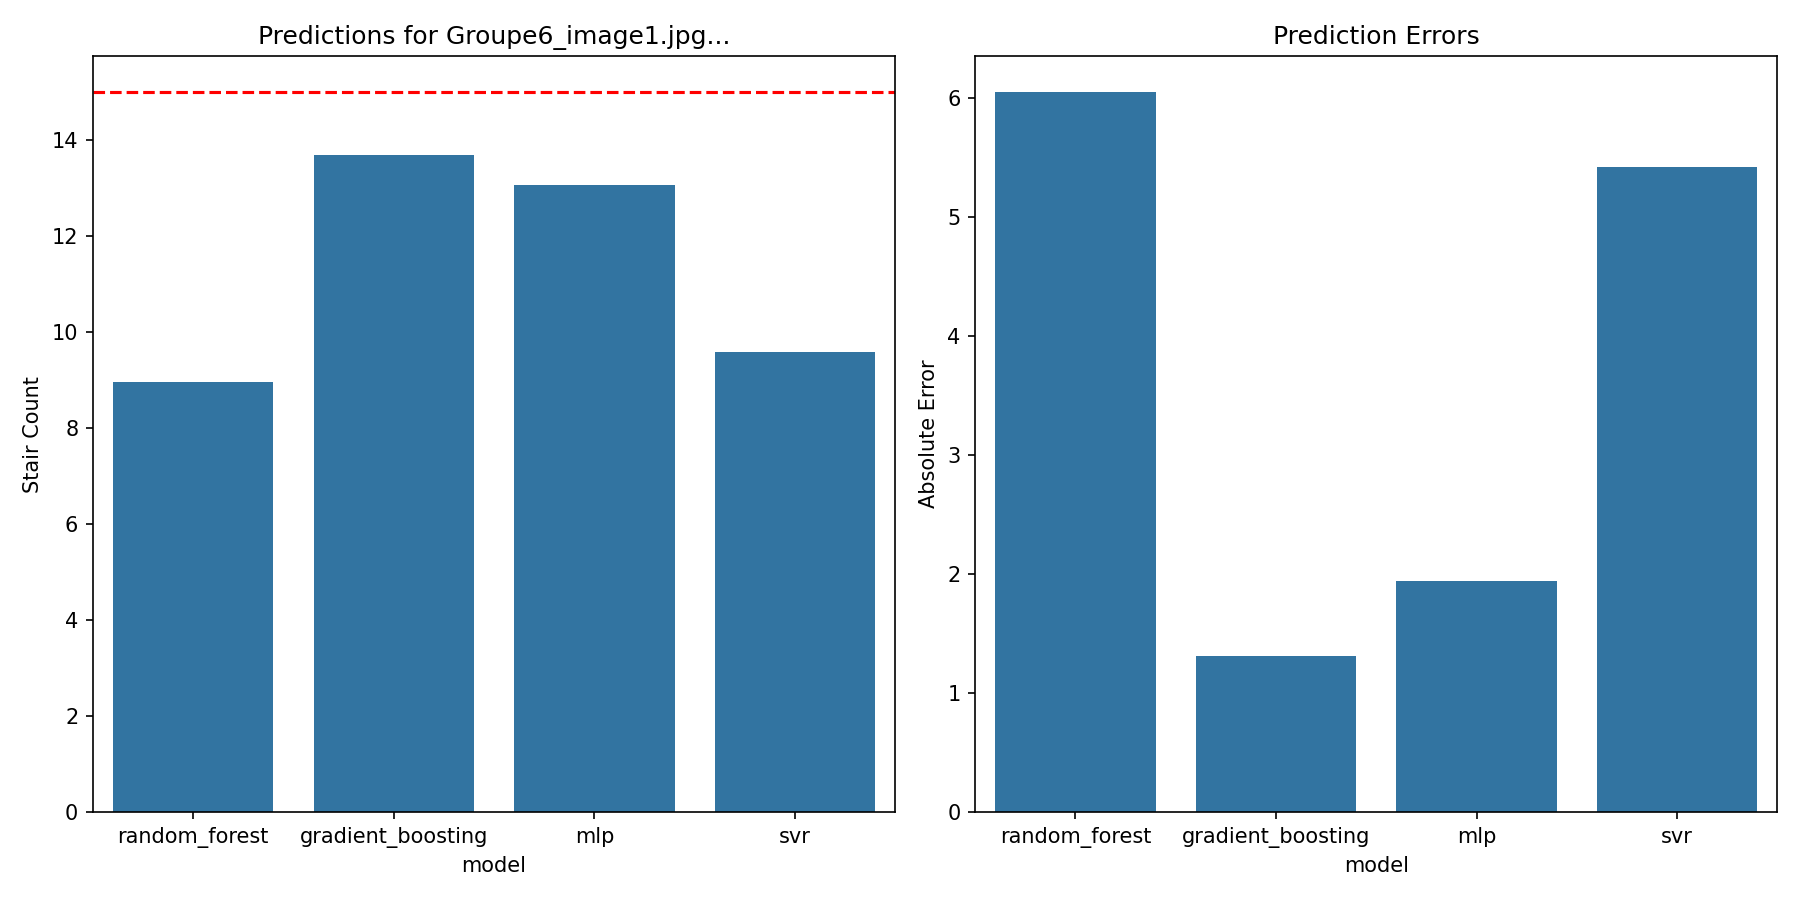 Predictions for Groupe6_image1.jpg...
Stair Count
14
12
10
8
6
4
2
0
random_forest gradient_boosting mlp svr
model
Prediction Errors
Absolute Error
6
5
4
3
2
1
0
random_forest gradient_boosting mlp svr
model